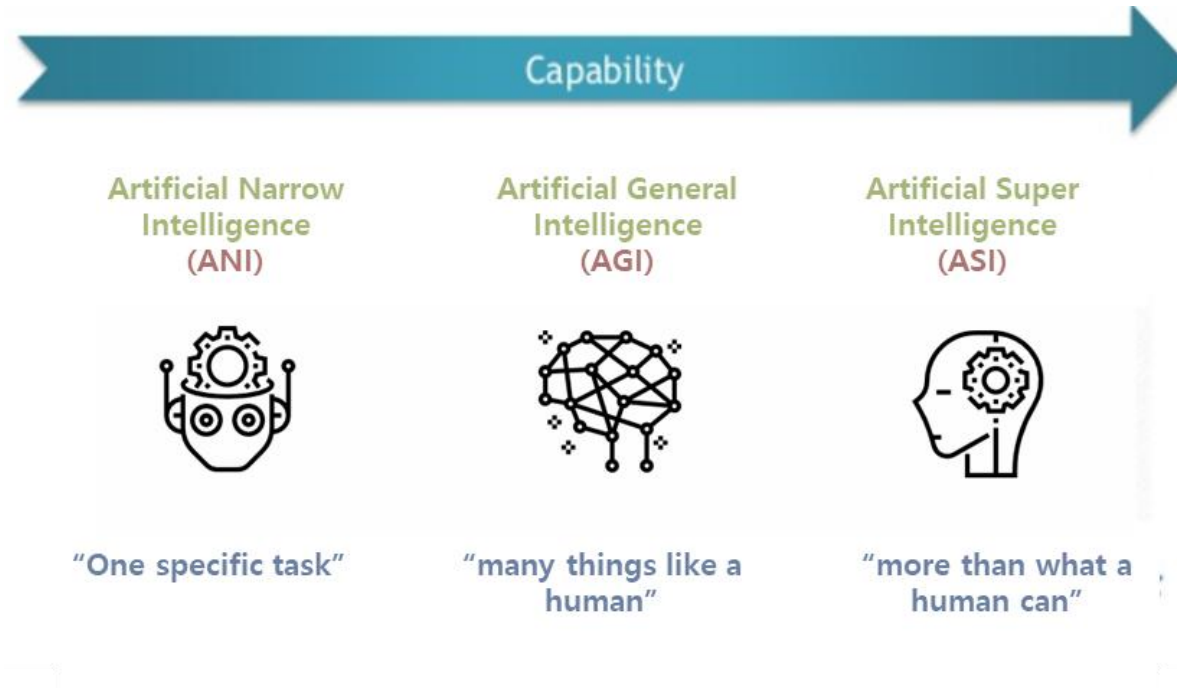 Capability
Artificial Narrow
Intelligence
(ANI)
Artificial General
Intelligence
(AGI)
Artificial Super
Intelligence
(ASI)
“One specific task”
“many things like a
human”
“more than what a
human can”